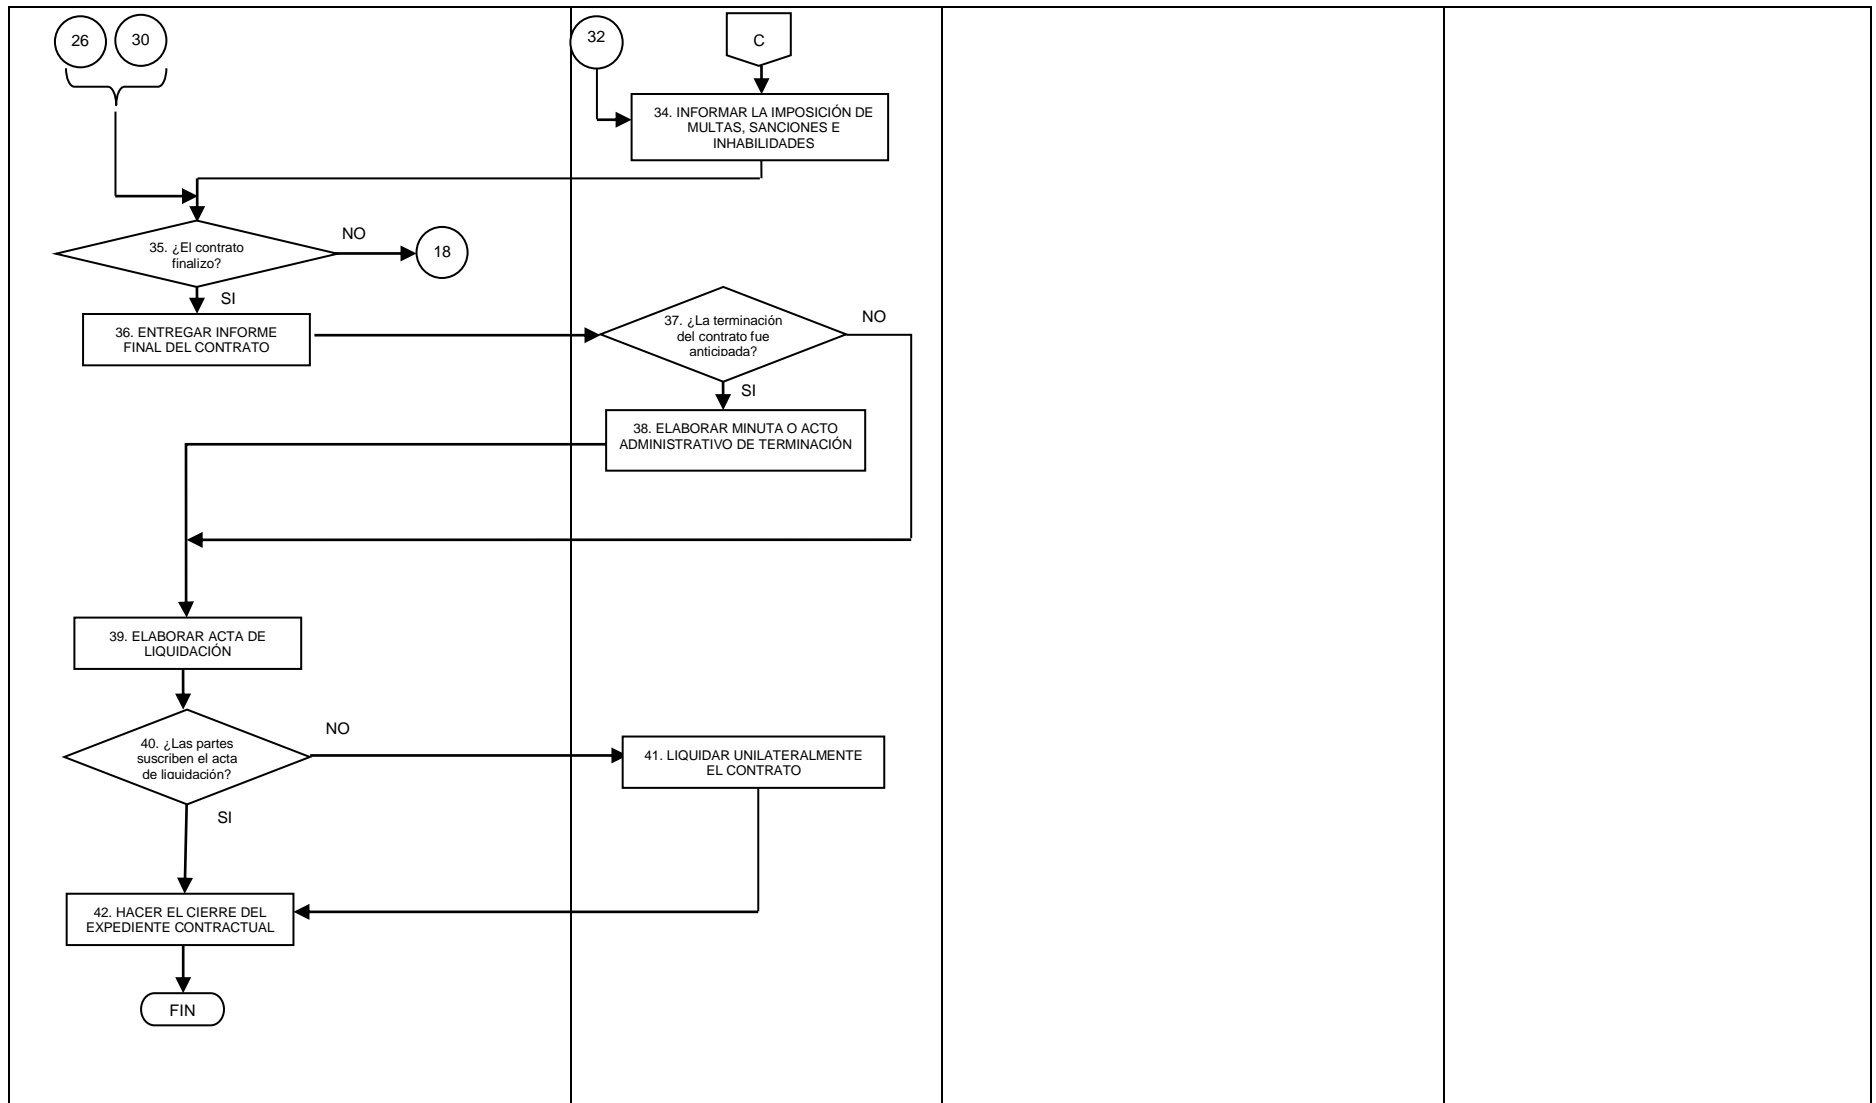 26
30
32
C
34. INFORMAR LA IMPOSICIÓN DE
MULTAS, SANCIONES E
INHABILIDADES
35. ¿El contrato
finalizo?
NO
18
SI
36. ENTREGAR INFORME
FINAL DEL CONTRATO
37. ¿La terminación
del contrato fue
anticipada?
NO
SI
38. ELABORAR MINUTA O ACTO
ADMINISTRATIVO DE TERMINACIÓN
39. ELABORAR ACTA DE
LIQUIDACIÓN
40. ¿Las partes
suscriben el acta
de liquidación?
NO
41. LIQUIDAR UNILATERALMENTE
EL CONTRATO
SI
42. HACER EL CIERRE DEL
EXPEDIENTE CONTRACTUAL
FIN